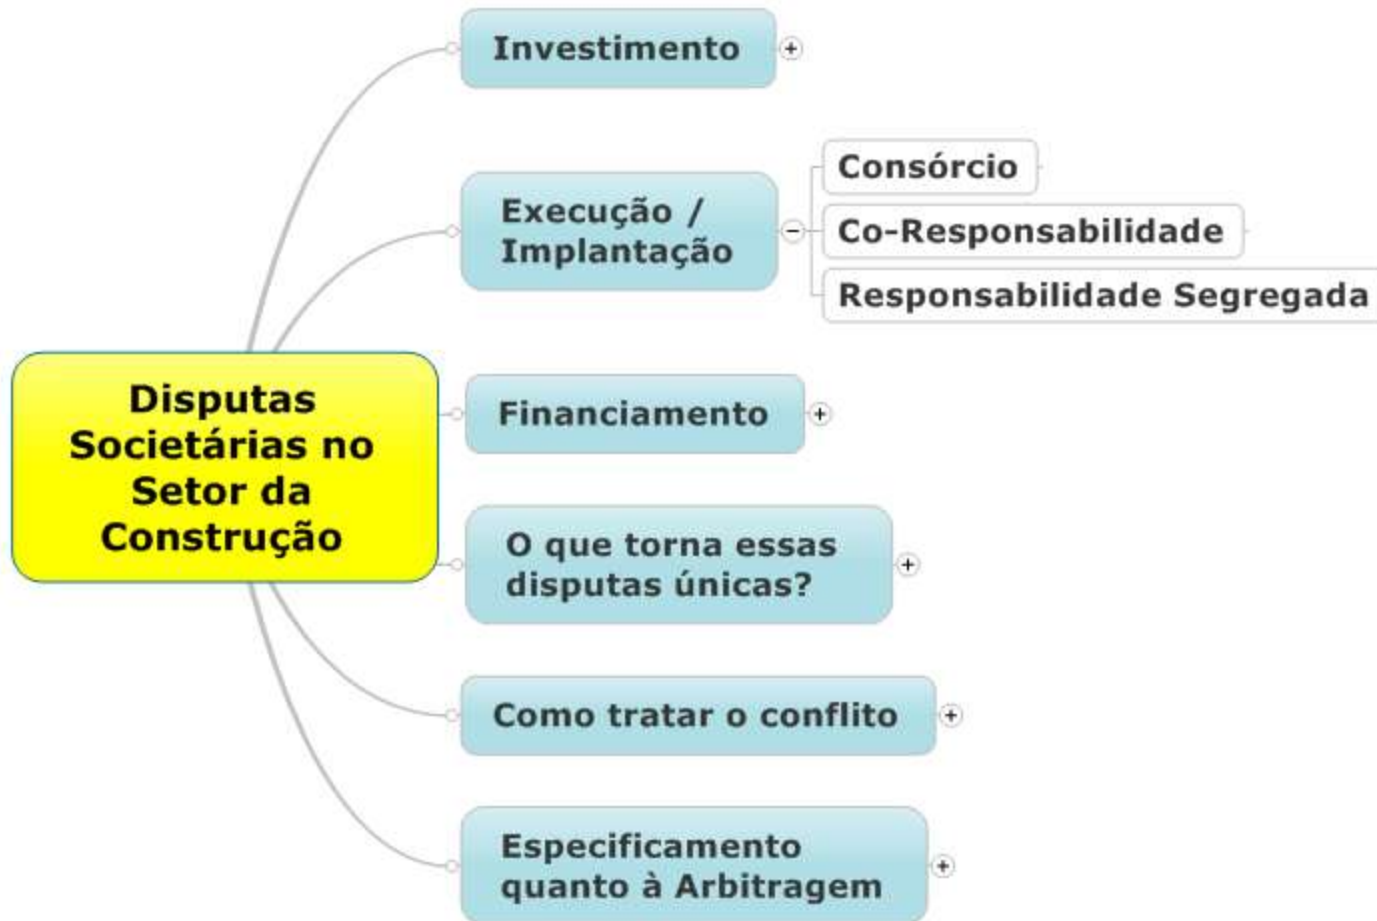 Investimento
Execução /
Implantação
Consórcio
Co-Responsabilidade
Responsabilidade Segregada
Disputas
Societárias no
Setor da
Construção
Financiamento
O que torna essas
disputas únicas?
Como tratar o conflito
Especificamento
quanto à Arbitragem